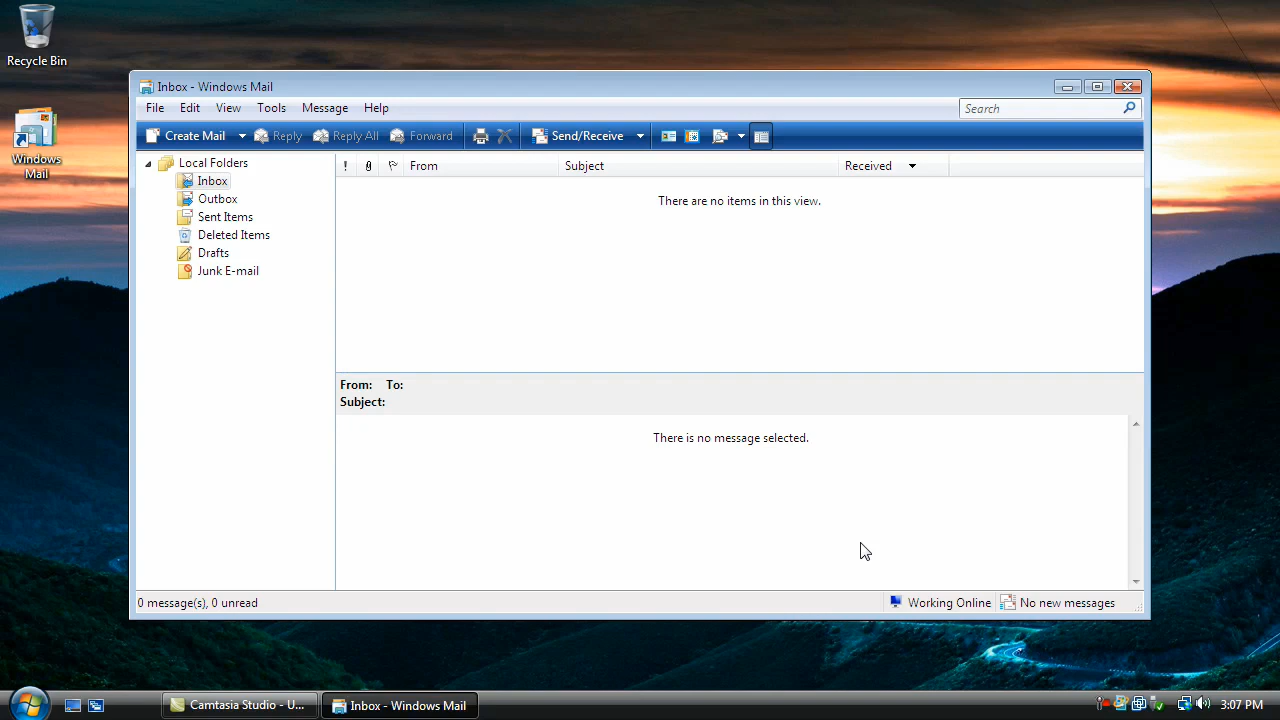 Recycle Bin
Windows Mail
Inbox - Windows Mail
File Edit View Tools Message Help
Search
Create Mail Reply Reply All Forward Send/Receive
Local Folders
Inbox
Outbox
Sent Items
Deleted Items
Drafts
Junk E-mail
! From Subject Received
There are no items in this view.
From: To:
Subject:
There is no message selected.
0 message(s), 0 unread
Working Online No new messages
Camtasia Studio - U...
Inbox - Windows Mail
3:07 PM